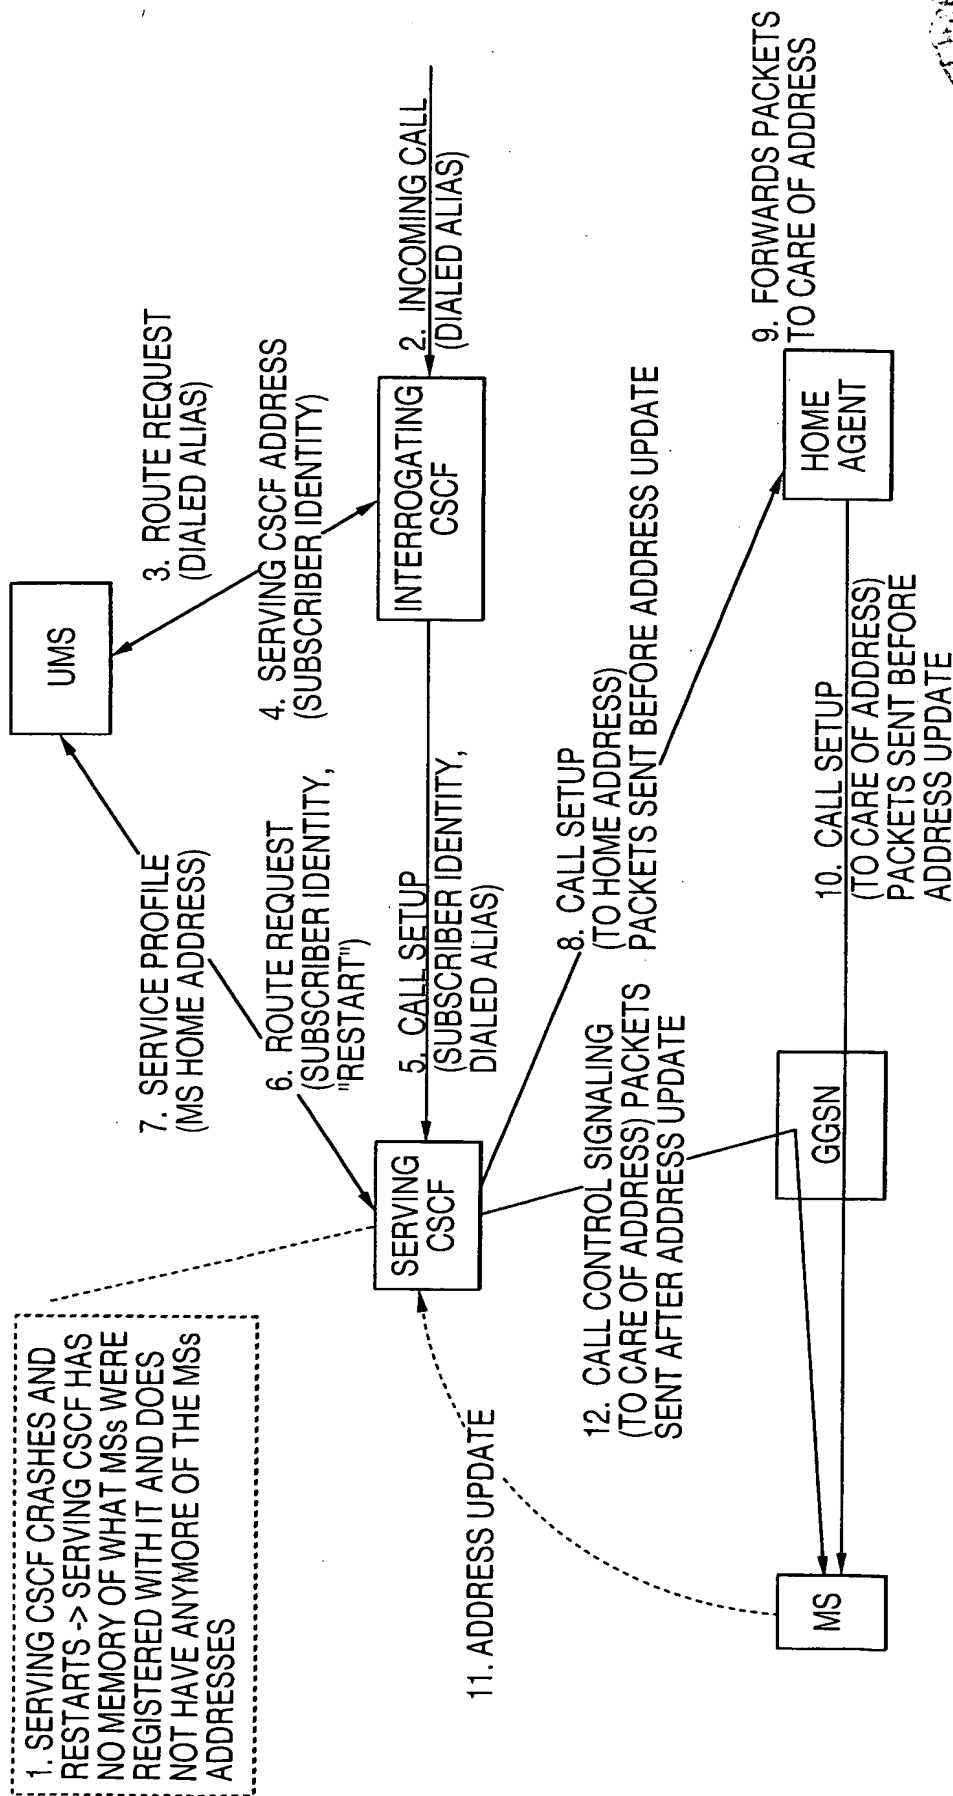 1. SERVING CSCF CRASHES AND
RESTARTS -> SERVING CSCF HAS
NO MEMORY OF WHAT MSs WERE
REGISTERED WITH IT AND DOES
NOT HAVE ANYMORE OF THE MSs
ADDRESSES
UMS
7. SERVICE PROFILE
(MS HOME ADDRESS)
3. ROUTE REQUEST
(DIALED ALIAS)
6. ROUTE REQUEST
(SUBSCRIBER IDENTITY,
"RESTART")
4. SERVING CSCF ADDRESS
(SUBSCRIBER IDENTITY)
SERVING
CSCF
5. CALL SETUP
(SUBSCRIBER IDENTITY,
DIALED ALIAS)
INTERROGATING
CSCF
2. INCOMING CALL
(DIALED ALIAS)
11. ADDRESS UPDATE
12. CALL CONTROL SIGNALING
(TO CARE OF ADDRESS) PACKETS
SENT AFTER ADDRESS UPDATE
8. CALL SETUP
(TO HOME ADDRESS)
PACKETS SENT BEFORE ADDRESS UPDATE
9. FORWARDS PACKETS
TO CARE OF ADDRESS
MS
GGSN
10. CALL SETUP
(TO CARE OF ADDRESS)
PACKETS SENT BEFORE
ADDRESS UPDATE
HOME
AGENT